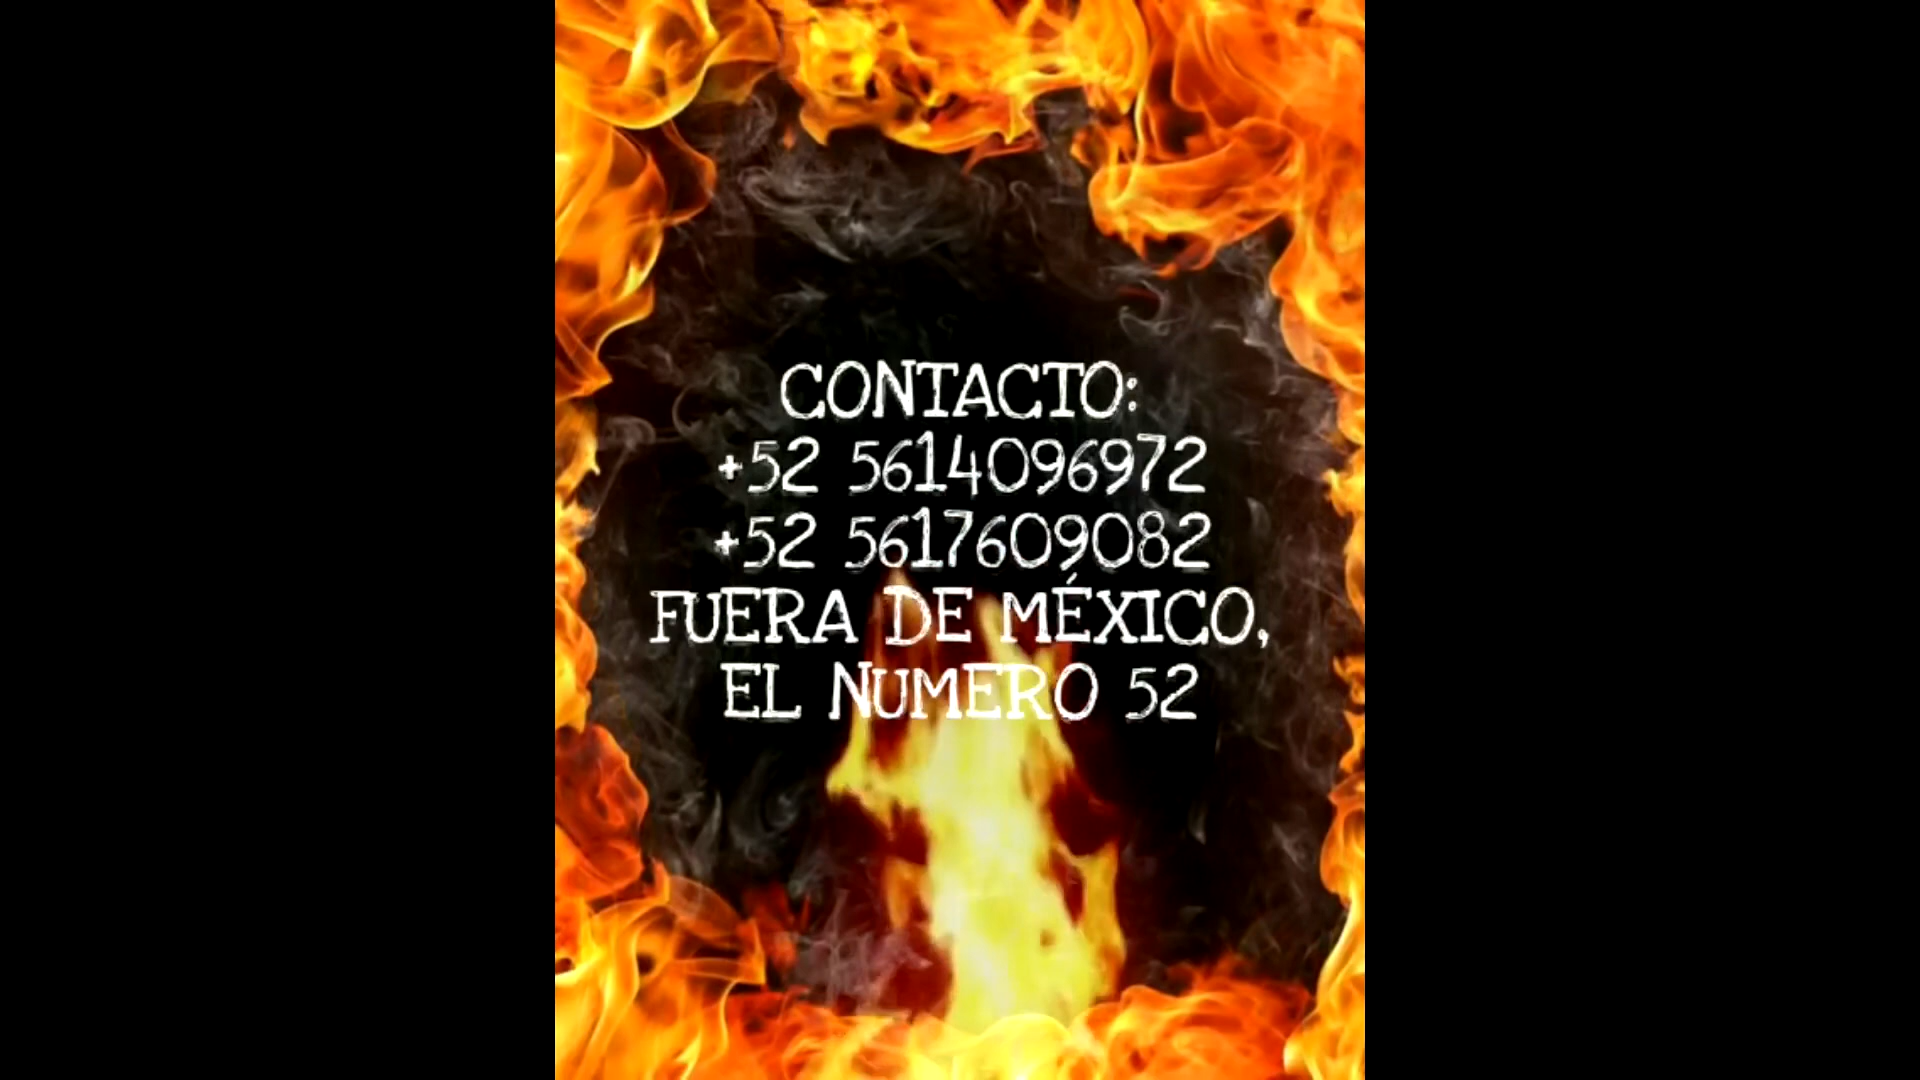 CONTACTO:
+52 5614096972
+52 5617609082
FUERA DE MÉXICO,
EL NUMERO 52